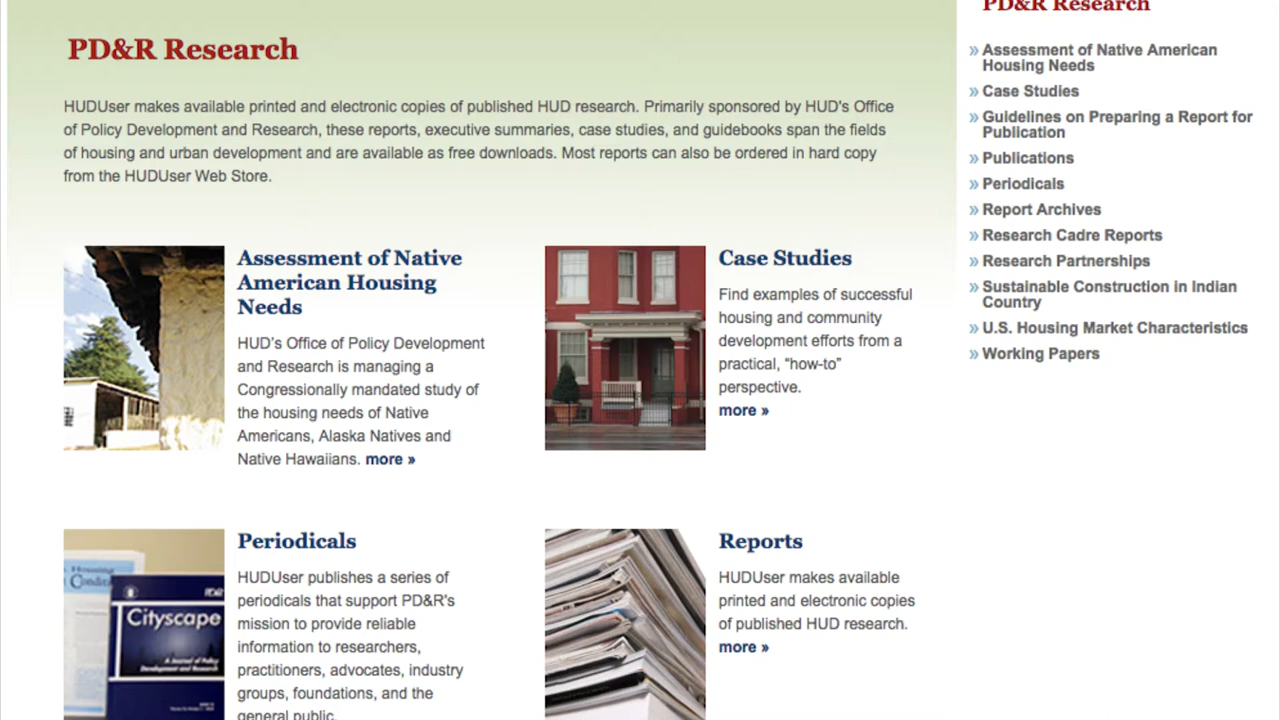 PD&R Research
HUDUser makes available printed and electronic copies of published HUD research. Primarily sponsored by HUD's Office
of Policy Development and Research, these reports, executive summaries, case studies, and guidebooks span the fields
of housing and urban development and are available as free downloads. Most reports can also be ordered in hard copy
from the HUDUser Web Store.
Assessment of Native
American Housing
Needs
HUD's Office of Policy Development
and Research is managing a
Congressionally mandated study of
the housing needs of Native
Americans, Alaska Natives and
Native Hawaiians. more »
Case Studies
Find examples of successful
housing and community
development efforts from a
practical, “how-to”
perspective.
more »
Periodicals
HUDUser publishes a series of
periodicals that support PD&R's
mission to provide reliable
information to researchers,
practitioners, advocates, industry
groups, foundations, and the
general public.
Cityscape
A Journal of Policy
Development and Research
Reports
HUDUser makes available
printed and electronic copies
of published HUD research.
more »
PD&R Research
» Assessment of Native American
Housing Needs
» Case Studies
» Guidelines on Preparing a Report for
Publication
» Publications
» Periodicals
» Report Archives
» Research Cadre Reports
» Research Partnerships
» Sustainable Construction in Indian
Country
» U.S. Housing Market Characteristics
» Working Papers